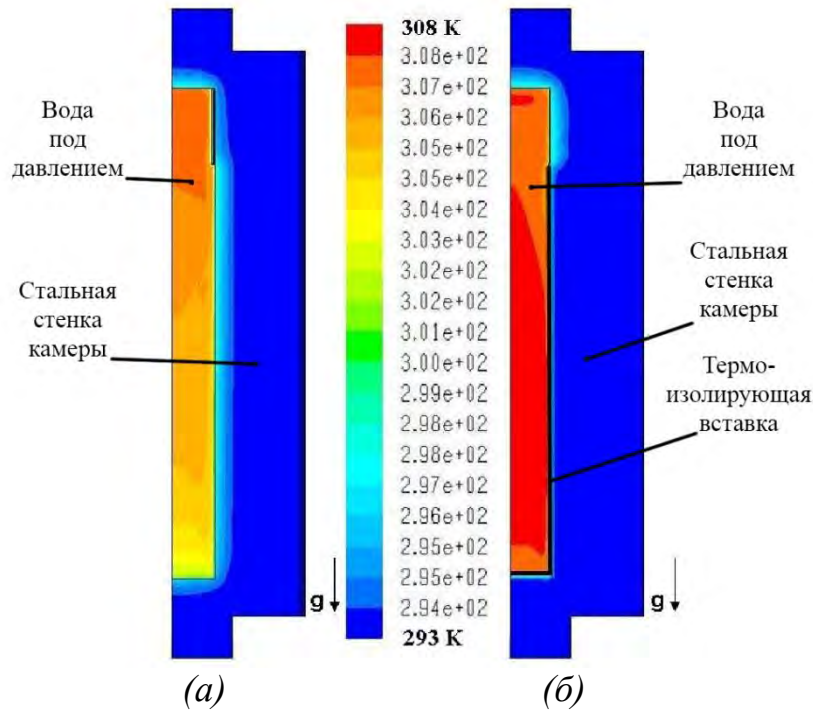 308 K
3.08e+02
3.07e+02
3.06e+02
3.05e+02
3.05e+02
3.04e+02
3.03e+02
3.02e+02
3.02e+02
3.01e+02
3.00e+02
2.99e+02
2.98e+02
2.98e+02
2.97e+02
2.96e+02
2.95e+02
2.95e+02
2.94e+02
293 K
Вода
под
давлением
Стальная
стенка
камеры
g
(а)
Вода
под
давлением
Стальная
стенка
камеры
Термо-
изолирующая
вставка
g
(б)